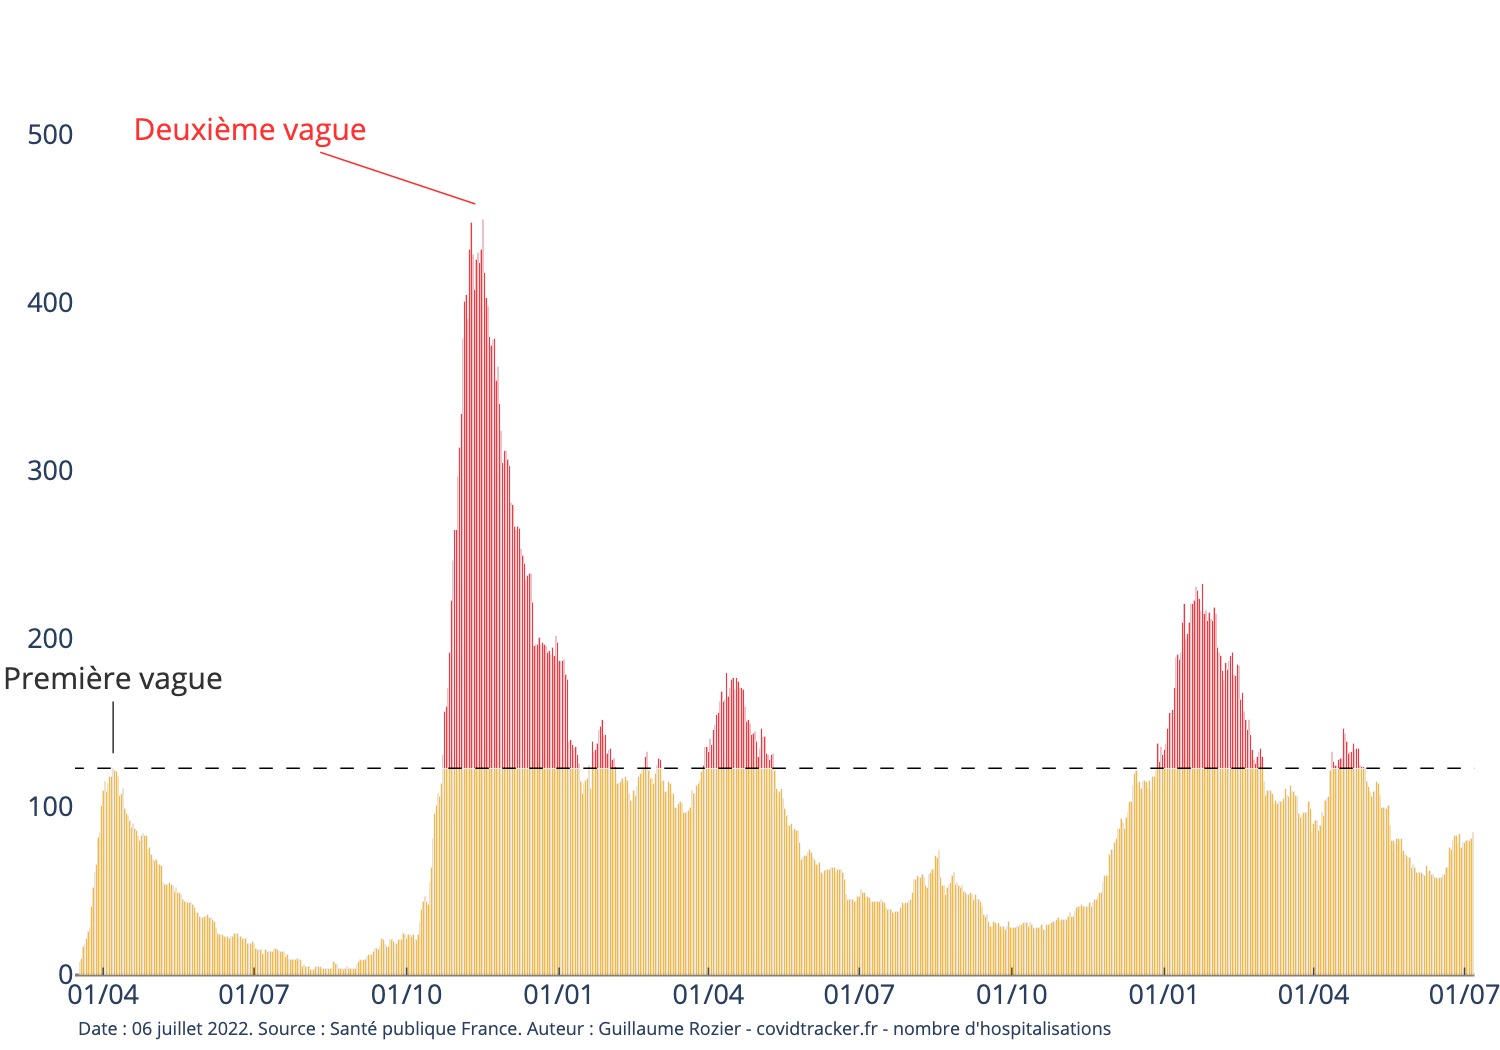 500
Deuxième vague
400
300
200
Première vague
100
0
01/04 01/07 01/10 01/01 01/04 01/07 01/10 01/01 01/04 01/07
Date : 06 juillet 2022. Source : Santé publique France. Auteur : Guillaume Rozier - covidtracker.fr - nombre d'hospitalisations